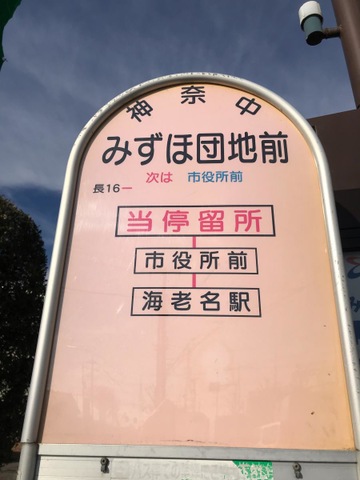 神奈中
みずほ団地前
次は 市役所前
長16ー
当停留所
市役所前
海老名駅